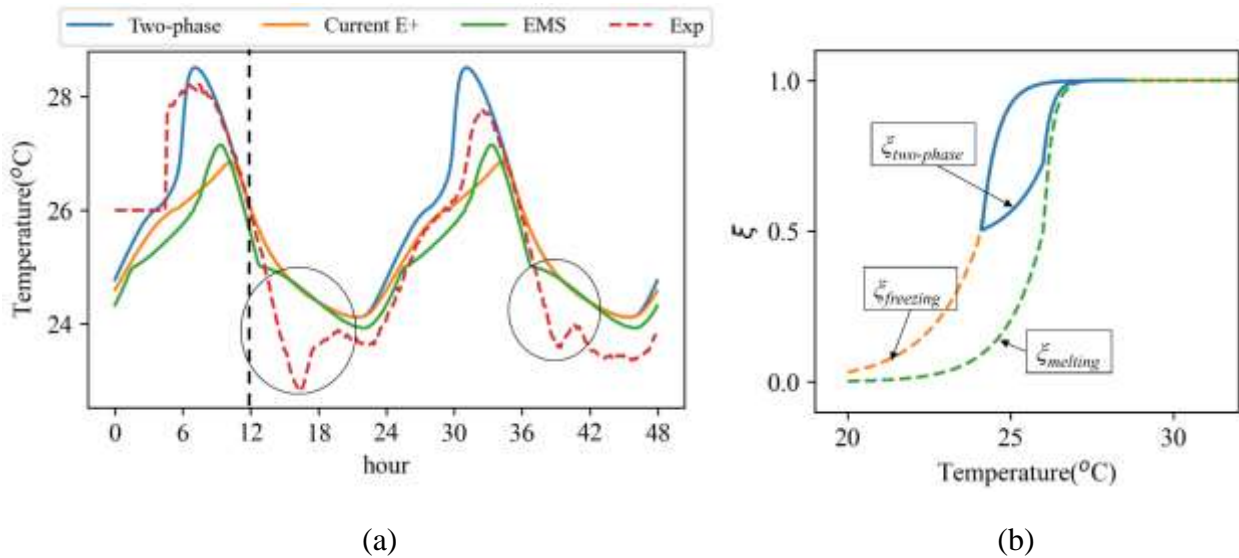 Two-phase Current E+ EMS Exp
Temperature(°C)
28
26
24
0 6 12 18 24 30 36 42 48
hour
(a)
ξ
1.0
0.5
0.0
ξtwo-phase
ξfreezing
ξmelting
20 25 30
Temperature(°C)
(b)